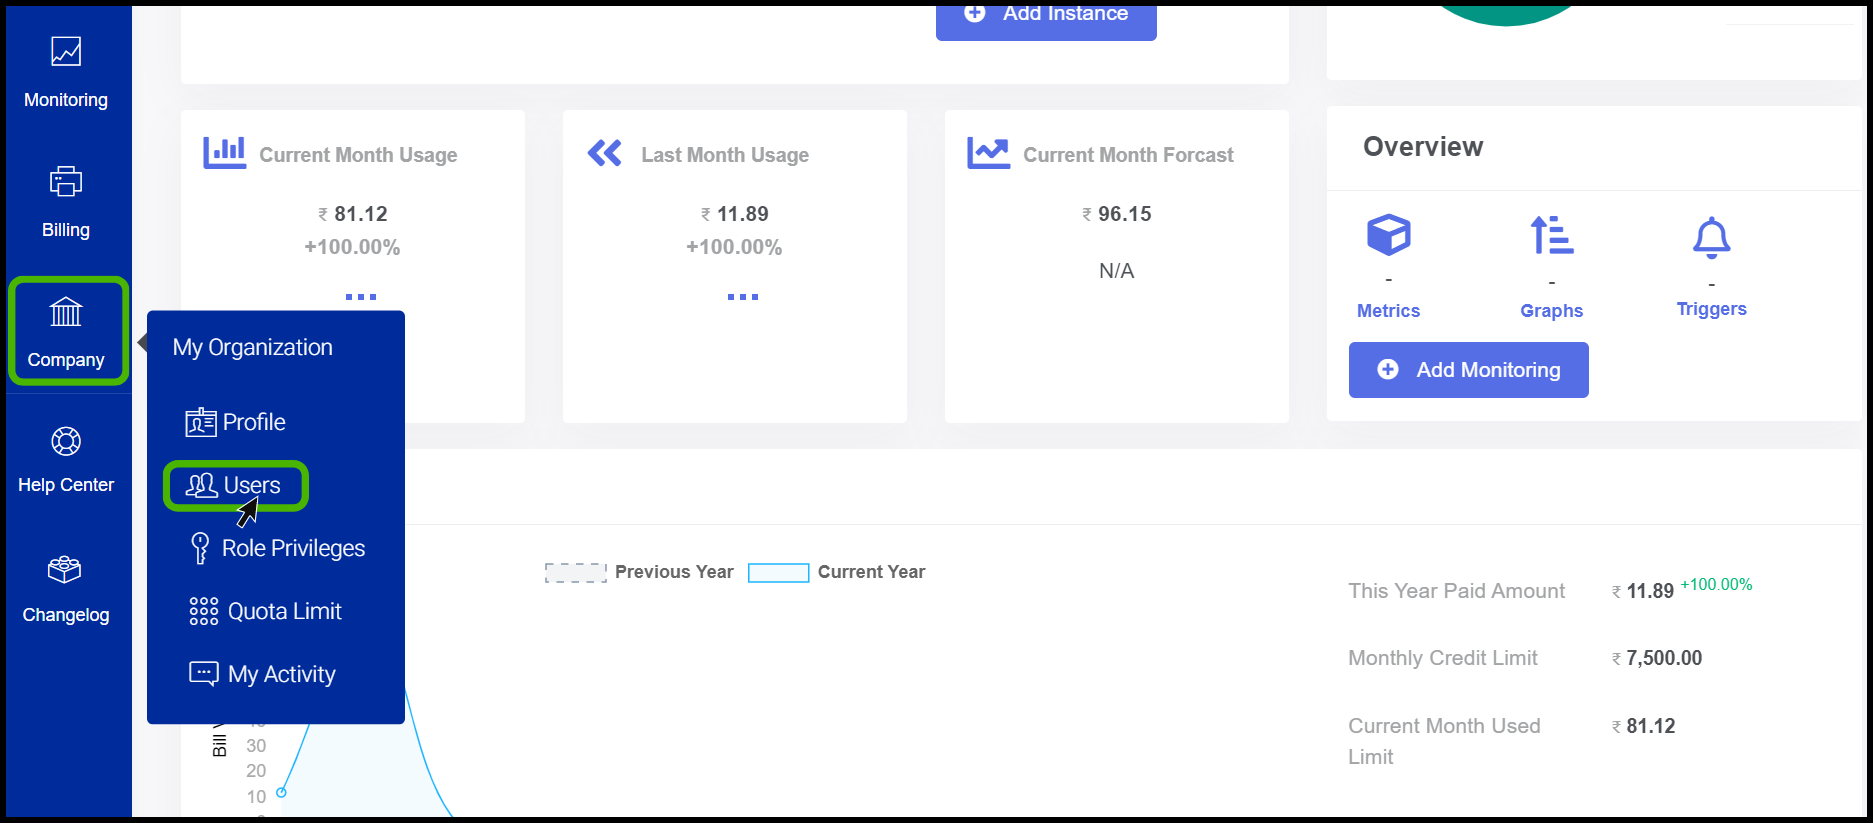 Monitoring
Billing
Company
Help Center
Changelog
My Organization
Profile
Users
Role Privileges
Quota Limit
My Activity
Add Instance
Current Month Usage
₹ 81.12
+100.00%
Last Month Usage
₹ 11.89
+100.00%
Current Month Forcast
₹ 96.15
N/A
Overview
-
Metrics
-
Graphs
-
Triggers
Add Monitoring
Previous Year
Current Year
Bill
30
20
10
This Year Paid Amount
₹ 11.89 +100.00%
Monthly Credit Limit
₹ 7,500.00
Current Month Used
Limit
₹ 81.12